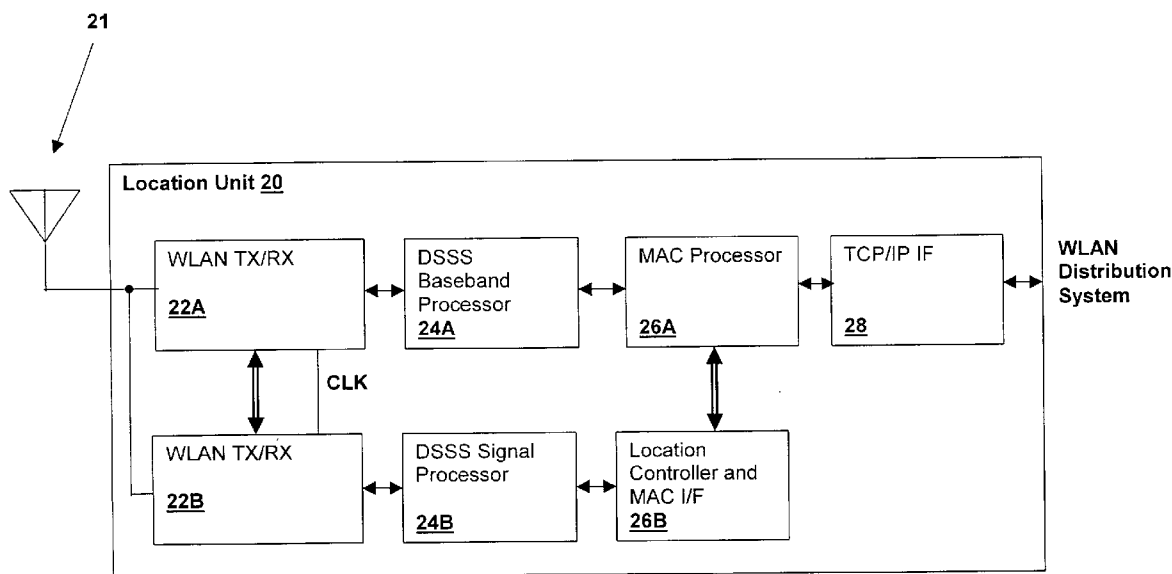 21
Location Unit 20
WLAN TX/RX
22A
DSSS
Baseband
Processor
24A
MAC Processor
26A
TCP/IP IF
28
WLAN
Distribution
System
CLK
WLAN TX/RX
22B
DSSS Signal
Processor
24B
Location
Controller and
MAC I/F
26B